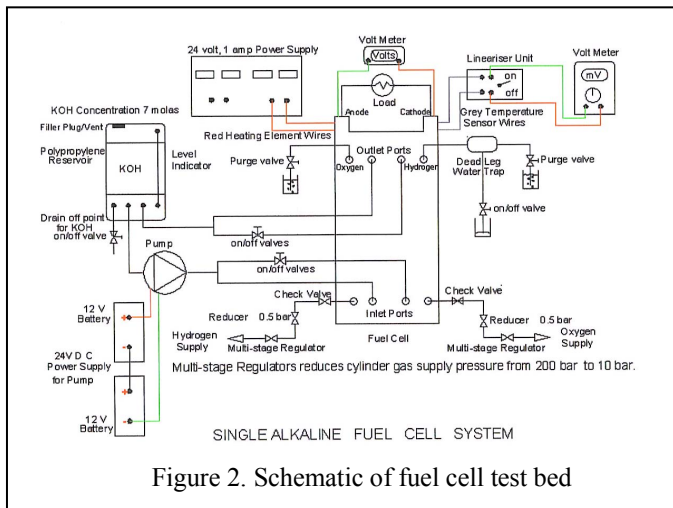 24 volt, 1 amp Power Supply
Volt Meter
Volts
Load
Anode
Cathode
Lineariser Unit
on
off
Volt Meter
mV
Grey Temperature
Sensor Wires
KOH Concentration 7 molas
Filler Plug/Vent
Polypropylene
Reservoir
KOH
Level
Indicator
Red Heating Element Wires
Purge valve
Outlet Ports
Oxygen
Hydrogen
Dead Leg
Water Trap
Purge valve
on/off valve
Drain off point
for KOH
on/off valve
Pump
on/off valves
on/off valves
12 V
Battery
24V D C
Power Supply
for Pump
12 V
Battery
Check Valve
Inlet Ports
Check Valve
Reducer 0.5 bar
Reducer 0.5 bar
Hydrogen
Supply
Multi-stage Regulator
Fuel Cell
Multi-stage Regulator
Oxygen
Supply
Multi-stage Regulators reduces cylinder gas supply pressure from 200 bar to 10 bar.
SINGLE ALKALINE FUEL CELL SYSTEM
Figure 2. Schematic of fuel cell test bed